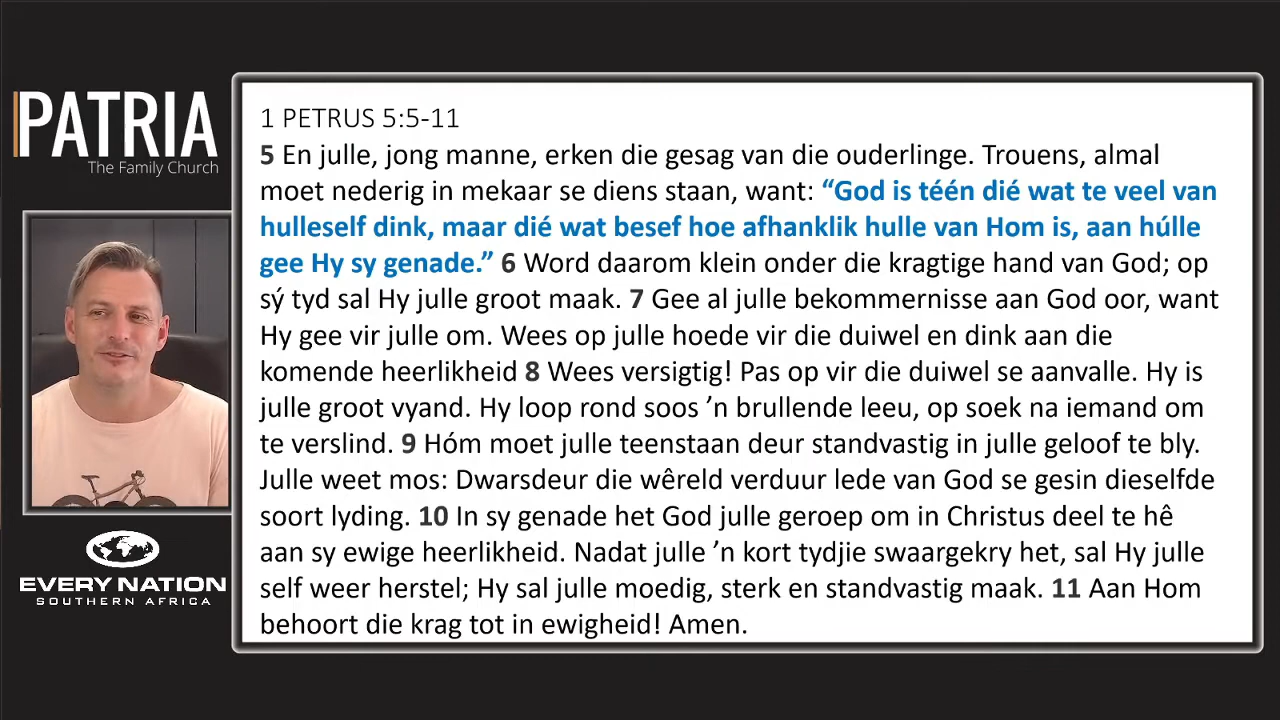 PATRIA
The Family Church
EVERY NATION
SOUTHERN AFRICA
1 PETRUS 5:5-11
5 En julle, jong manne, erken die gesag van die ouderlinge. Trouens, almal
moet nederig in mekaar se diens staan, want: “God is téén dié wat te veel van
hulleself dink, maar dié wat besef hoe afhanklik hulle van Hom is, aan húlle
gee Hy sy genade.” 6 Word daarom klein onder die kragtige hand van God; op
sý tyd sal Hy julle groot maak. 7 Gee al julle bekommernisse aan God oor, want
Hy gee vir julle om. Wees op julle hoede vir die duiwel en dink aan die
komende heerlikheid 8 Wees versigtig! Pas op vir die duiwel se aanvalle. Hy is
julle groot vyand. Hy loop rond soos ’n brullende leeu, op soek na iemand om
te verslind. 9 Hóm moet julle teenstaan deur standvastig in julle geloof te bly.
Julle weet mos: Dwarsdeur die wêreld verduur lede van God se gesin dieselfde
soort lyding. 10 In sy genade het God julle geroep om in Christus deel te hê
aan sy ewige heerlikheid. Nadat julle ’n kort tydjie swaargekry het, sal Hy julle
self weer herstel; Hy sal julle moedig, sterk en standvastig maak. 11 Aan Hom
behoort die krag tot in ewigheid! Amen.